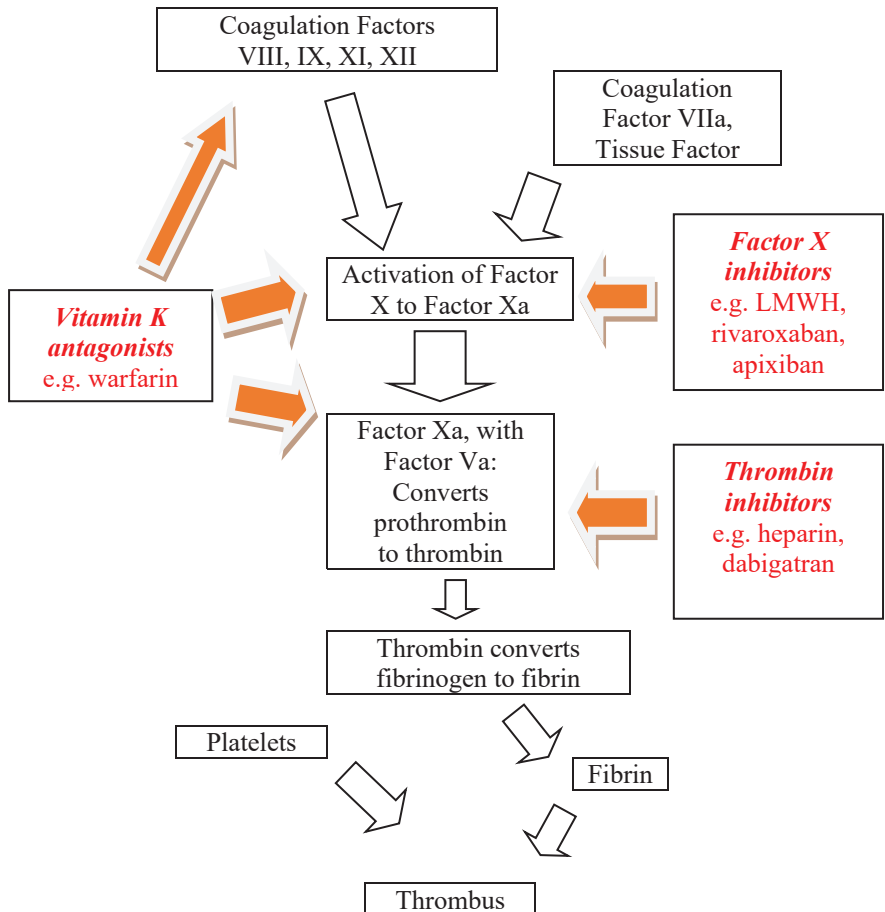 Coagulation Factors
VIII, IX, XI, XII
Coagulation
Factor VIIa,
Tissue Factor
Factor X
inhibitors
e.g. LMWH,
rivaroxaban,
apixiban
Activation of Factor
X to Factor Xa
Vitamin K
antagonists
e.g. warfarin
Factor Xa, with
Factor Va:
Converts
prothrombin
to thrombin
Thrombin
inhibitors
e.g. heparin,
dabigatran
Thrombin converts
fibrinogen to fibrin
Platelets
Fibrin
Thrombus